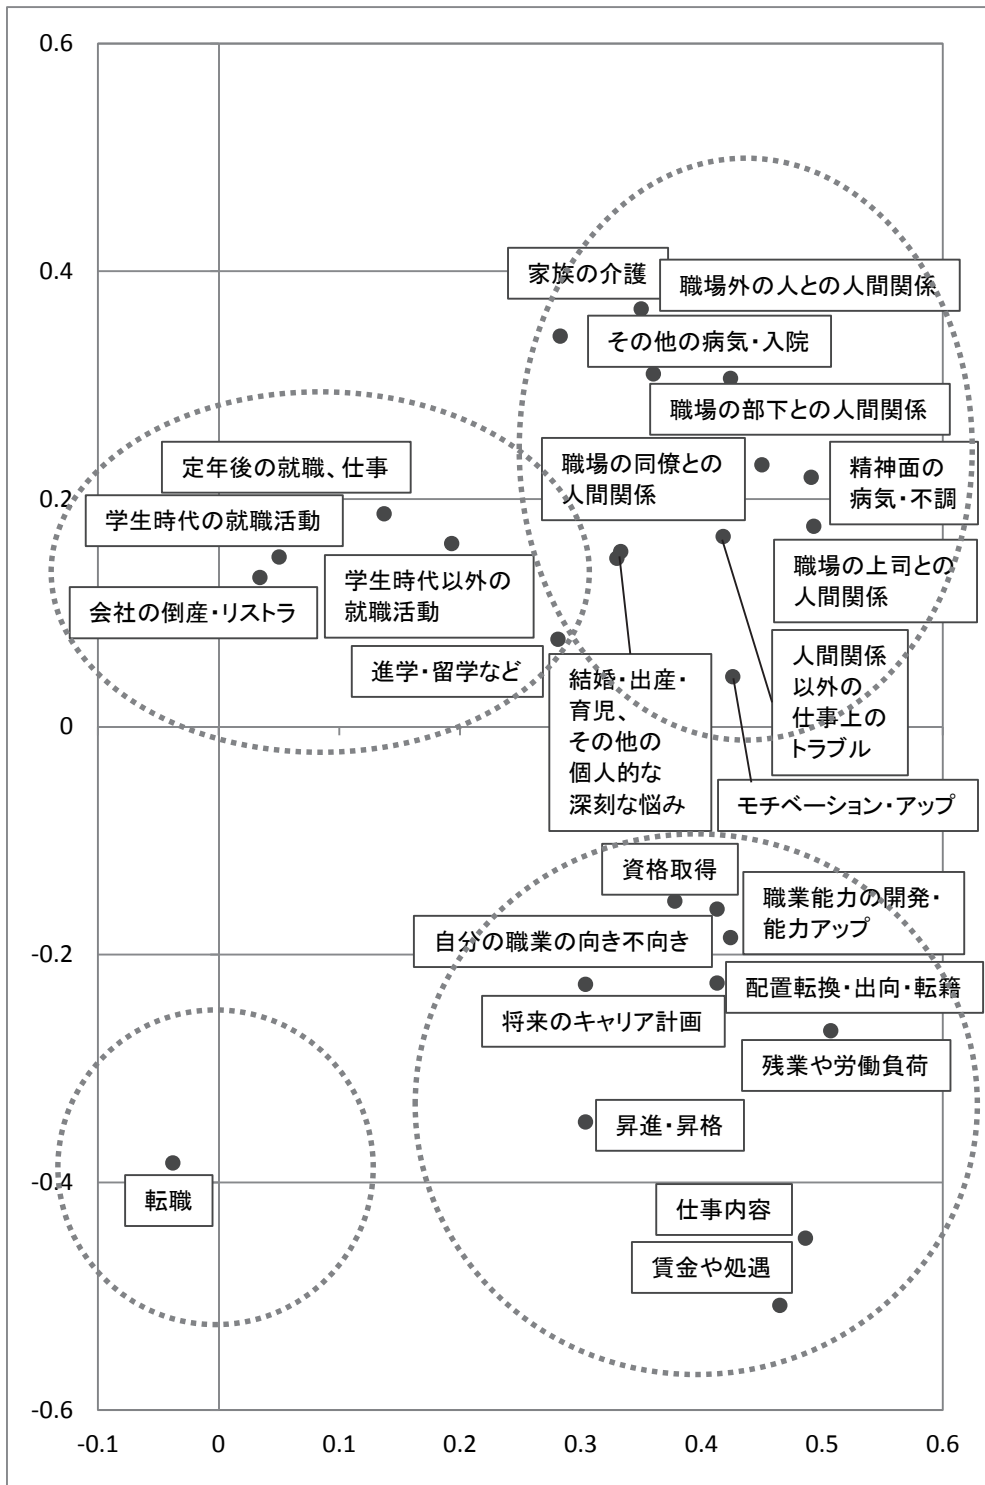 0.6
0.4
0.2
0
-0.2
-0.4
-0.6
-0.1
0
0.1
0.2
0.3
0.4
0.5
0.6
家族の介護
職場外の人との人間関係
その他の病気・入院
職場の部下との人間関係
職場の同僚との
人間関係
精神面の
病気・不調
職場の上司との
人間関係
定年後の就職、仕事
学生時代の就職活動
会社の倒産・リストラ
学生時代以外の
就職活動
進学・留学など
結婚・出産・
育児、
その他の
個人的な
深刻な悩み
人間関係
以外の
仕事上の
トラブル
モチベーション・アップ
資格取得
職業能力の開発・
能力アップ
自分の職業の向き不向き
配置転換・出向・転籍
将来のキャリア計画
残業や労働負荷
昇進・昇格
転職
仕事内容
賃金や処遇